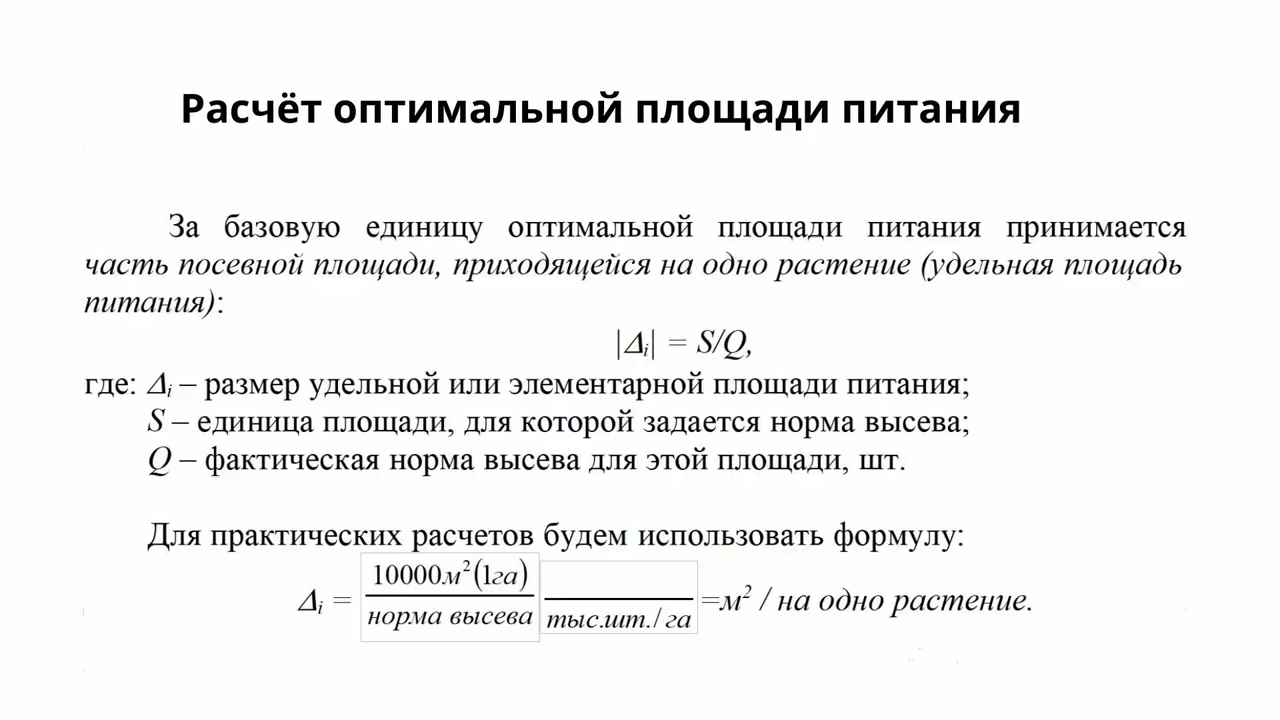 Расчёт оптимальной площади питания
За базовую единицу оптимальной площади питания принимается
часть посевной площади, приходящейся на одно растение (удельная площадь
питания):
|Δi| = S/Q,
где: Δi – размер удельной или элементарной площади питания;
S – единица площади, для которой задается норма высева;
Q – фактическая норма высева для этой площади, шт.
Для практических расчетов будем использовать формулу:
10000м²(1га)
Δi = =м² / на одно растение.
норма высева тыс.шт./га